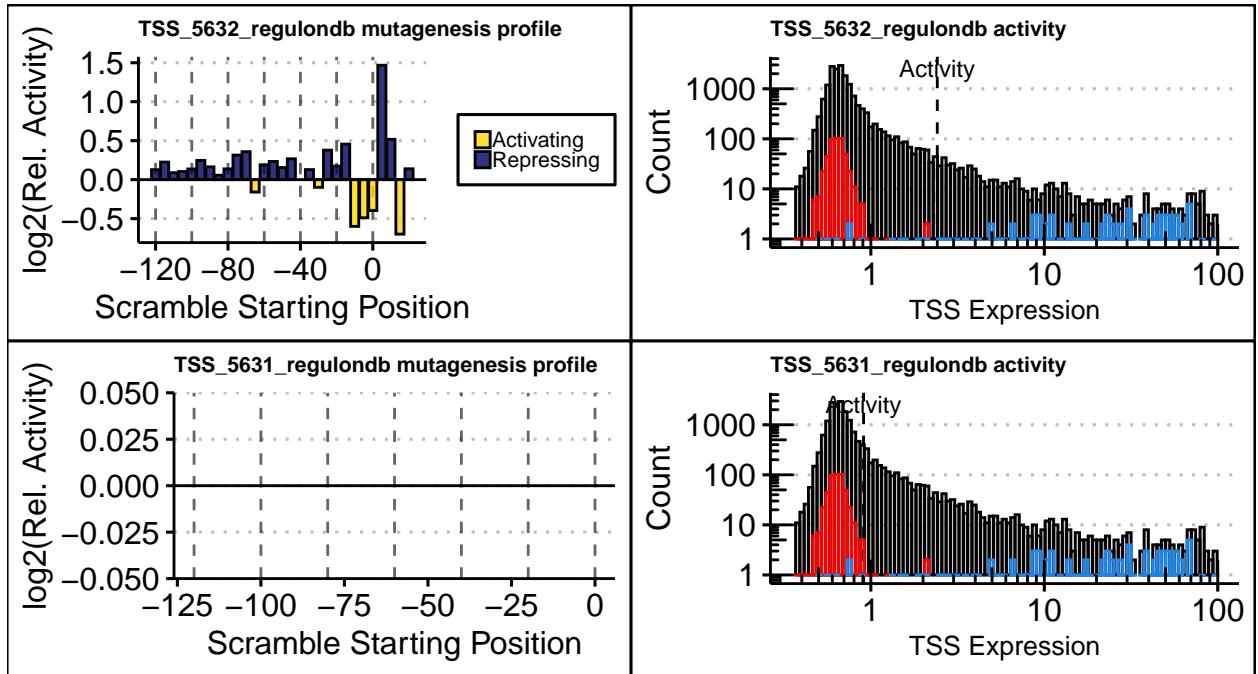 TSS_5632_regulondb mutagenesis profile
log2(Rel. Activity)
1.5
1.0
0.5
0.0
−0.5
−120 −80 −40 0
Scramble Starting Position
Activating
Repressing
TSS_5632_regulondb activity
Activity
Count
1000
100
10
1
1 10 100
TSS Expression
TSS_5631_regulondb mutagenesis profile
log2(Rel. Activity)
0.050
0.025
0.000
−0.025
−0.050
−125 −100 −75 −50 −25 0
Scramble Starting Position
TSS_5631_regulondb activity
Activity
Count
1000
100
10
1
1 10 100
TSS Expression